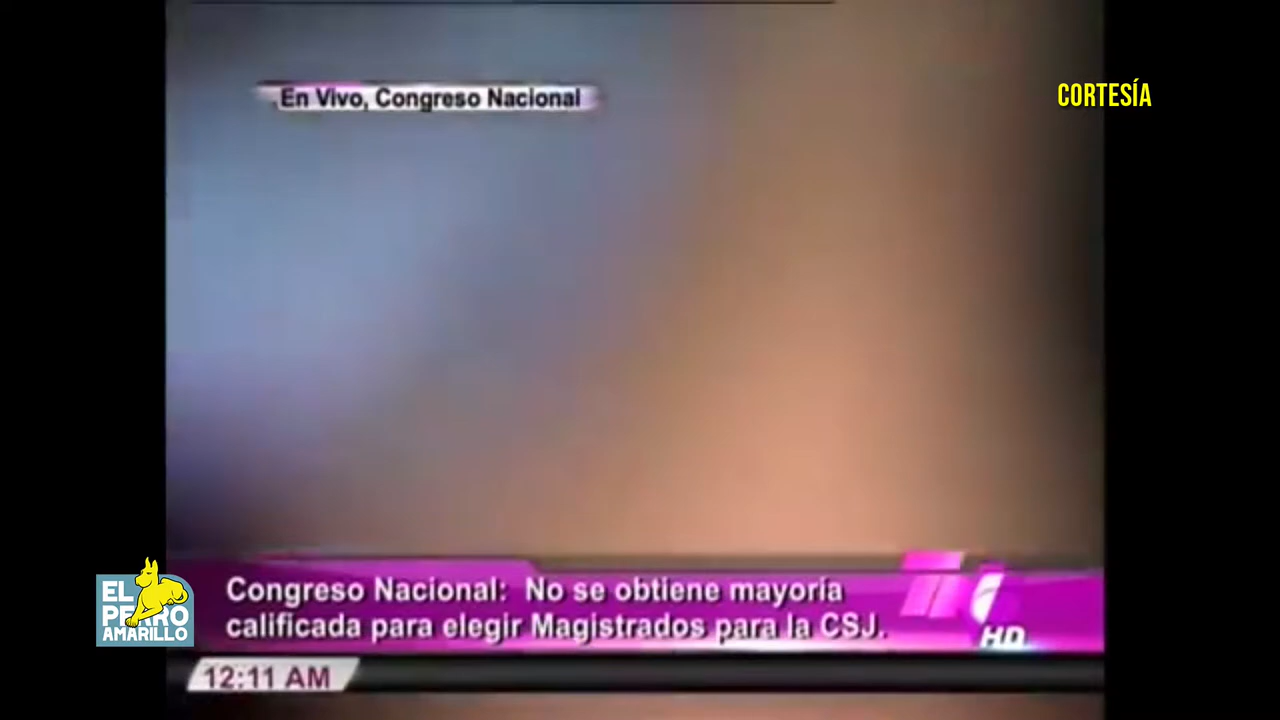 En Vivo, Congreso Nacional
CORTESÍA
EL
PERRO
AMARILLO
Congreso Nacional: No se obtiene mayoría
calificada para elegir Magistrados para la CSJ.
HD
12:11 AM